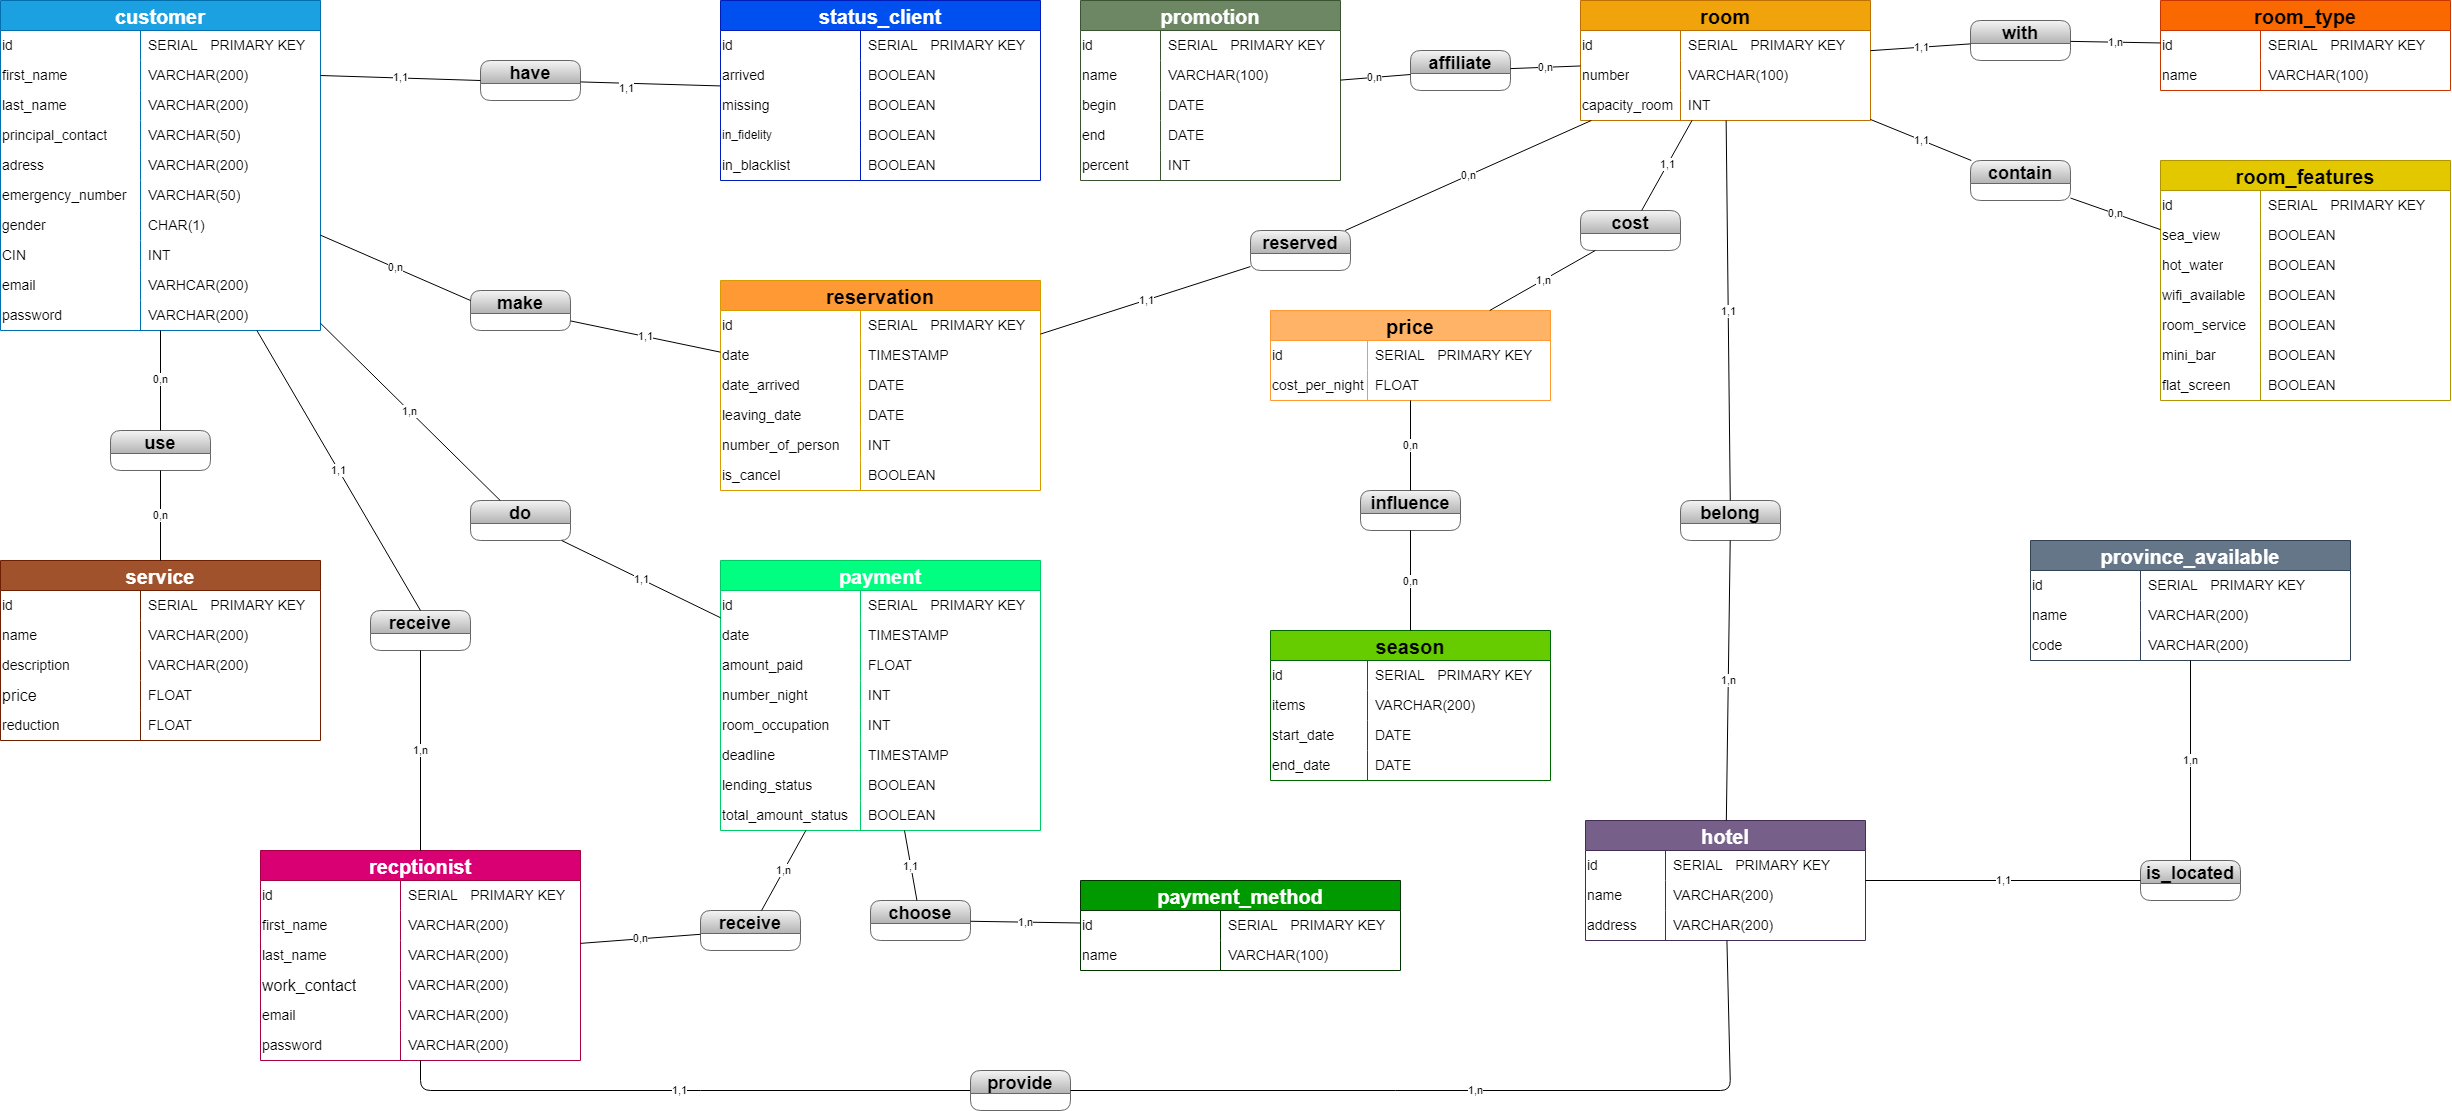 customer
id SERIAL PRIMARY KEY
first_name VARCHAR(200)
last_name VARCHAR(200)
principal_contact VARCHAR(50)
adress VARCHAR(200)
emergency_number VARCHAR(50)
gender CHAR(1)
CIN INT
email VARHCAR(200)
password VARCHAR(200)
1,1
have
1,1
status_client
id SERIAL PRIMARY KEY
arrived BOOLEAN
missing BOOLEAN
in_fidelity BOOLEAN
in_blacklist BOOLEAN
promotion
id SERIAL PRIMARY KEY
name VARCHAR(100)
begin DATE
end DATE
percent INT
0,n
affiliate
0,n
room
id SERIAL PRIMARY KEY
number VARCHAR(100)
capacity_room INT
1,1
with
1,n
room_type
id SERIAL PRIMARY KEY
name VARCHAR(100)
1,1
contain
0,n
room_features
id SERIAL PRIMARY KEY
sea_view BOOLEAN
hot_water BOOLEAN
wifi_available BOOLEAN
room_service BOOLEAN
mini_bar BOOLEAN
flat_screen BOOLEAN
0,n
make
1,1
reservation
id SERIAL PRIMARY KEY
date TIMESTAMP
date_arrived DATE
leaving_date DATE
number_of_person INT
is_cancel BOOLEAN
0,n
reserved
1,1
1,1
cost
1,n
price
id SERIAL PRIMARY KEY
cost_per_night FLOAT
0,n
influence
0,n
season
id SERIAL PRIMARY KEY
items VARCHAR(200)
start_date DATE
end_date DATE
1,1
belong
1,n
0,n
use
0,n
service
id SERIAL PRIMARY KEY
name VARCHAR(200)
description VARCHAR(200)
price FLOAT
reduction FLOAT
1,1
receive
1,n
1,n
do
1,1
payment
id SERIAL PRIMARY KEY
date TIMESTAMP
amount_paid FLOAT
number_night INT
room_occupation INT
deadline TIMESTAMP
lending_status BOOLEAN
total_amount_status BOOLEAN
province_available
id SERIAL PRIMARY KEY
name VARCHAR(200)
code VARCHAR(200)
1,n
is_located
1,1
hotel
id SERIAL PRIMARY KEY
name VARCHAR(200)
address VARCHAR(200)
recptionist
id SERIAL PRIMARY KEY
first_name VARCHAR(200)
last_name VARCHAR(200)
work_contact VARCHAR(200)
email VARCHAR(200)
password VARCHAR(200)
1,n
receive
0,n
1,1
choose
1,n
payment_method
id SERIAL PRIMARY KEY
name VARCHAR(100)
1,1
provide
1,n